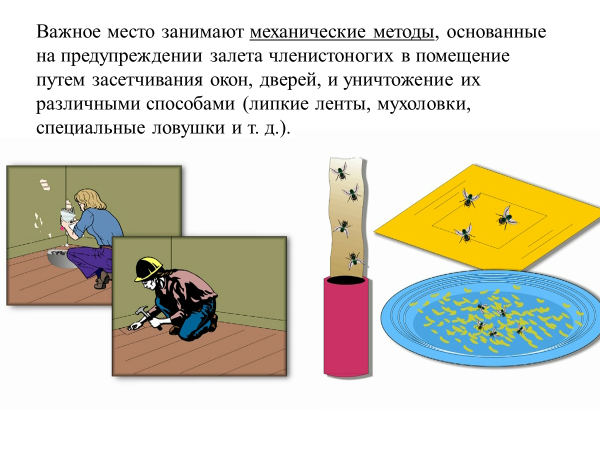 Важное место занимают механические методы, основанные
на предупреждении залета членистоногих в помещение
путем засетчивания окон, дверей, и уничтожение их
различными способами (липкие ленты, мухоловки,
специальные ловушки и т. д.).